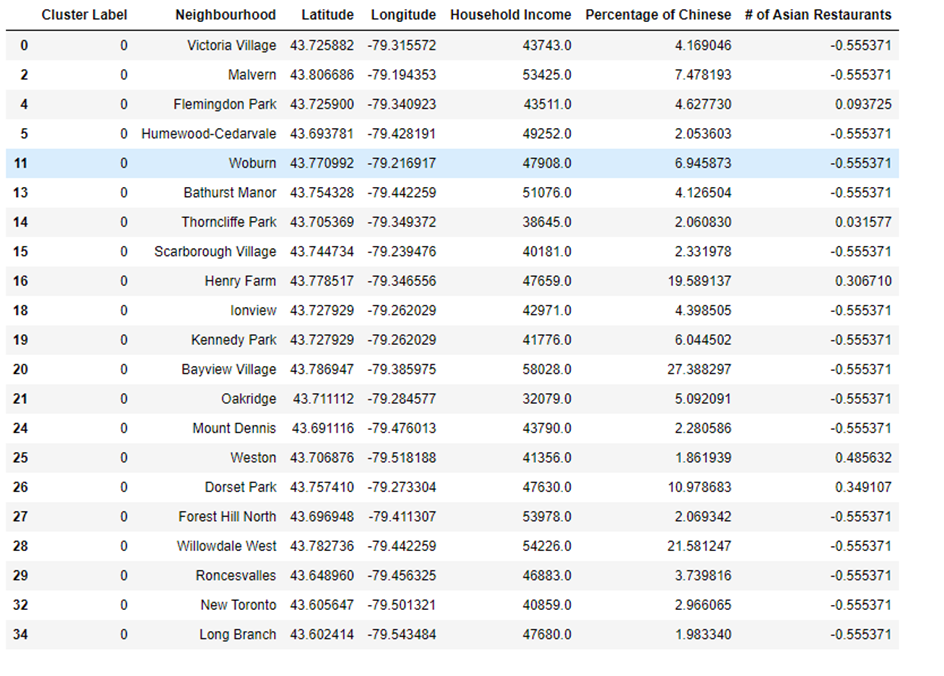 Cluster Label Neighbourhood Latitude Longitude Household Income Percentage of Chinese # of Asian Restaurants
0 0 Victoria Village 43.725882 -79.315572 43743.0 4.169046 -0.555371
2 0 Malvern 43.806686 -79.194353 53425.0 7.478193 -0.555371
4 0 Flemingdon Park 43.725900 -79.340923 43511.0 4.627730 0.093725
5 0 Humewood-Cedarvale 43.693781 -79.428191 49252.0 2.053603 -0.555371
11 0 Woburn 43.770992 -79.216917 47908.0 6.945873 -0.555371
13 0 Bathurst Manor 43.754328 -79.442259 51076.0 4.126504 -0.555371
14 0 Thorncliffe Park 43.705369 -79.349372 38645.0 2.060830 0.031577
15 0 Scarborough Village 43.744734 -79.239476 40181.0 2.331978 -0.555371
16 0 Henry Farm 43.778517 -79.346556 47659.0 19.589137 0.306710
18 0 Ionview 43.727929 -79.262029 42971.0 4.398505 -0.555371
19 0 Kennedy Park 43.727929 -79.262029 41776.0 6.044502 -0.555371
20 0 Bayview Village 43.786947 -79.385975 58028.0 27.388297 -0.555371
21 0 Oakridge 43.711112 -79.284577 32079.0 5.092091 -0.555371
24 0 Mount Dennis 43.691116 -79.476013 43790.0 2.280586 -0.555371
25 0 Weston 43.706876 -79.518188 41356.0 1.861939 0.485632
26 0 Dorset Park 43.757410 -79.273304 47630.0 10.978683 0.349107
27 0 Forest Hill North 43.696948 -79.411307 53978.0 2.069342 -0.555371
28 0 Willowdale West 43.782736 -79.442259 54226.0 21.581247 -0.555371
29 0 Roncesvalles 43.648960 -79.456325 46883.0 3.739816 -0.555371
32 0 New Toronto 43.605647 -79.501321 40859.0 2.966065 -0.555371
34 0 Long Branch 43.602414 -79.543484 47680.0 1.983340 -0.555371